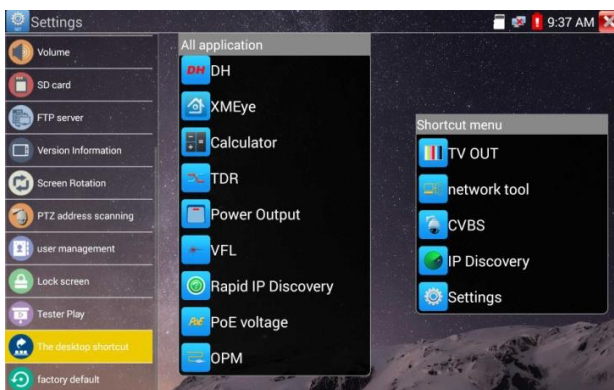 Settings
9:37 AM
Volume
SD card
FTP server
Version Information
Screen Rotation
PTZ address scanning
user management
Lock screen
Tester Play
The desktop shortcut
factory default
All application
DH DH
XMEye
Calculator
TDR
Power Output
VFL
Rapid IP Discovery
PoE PoE voltage
OPM
Shortcut menu
TV OUT
network tool
CVBS
IP Discovery
Settings